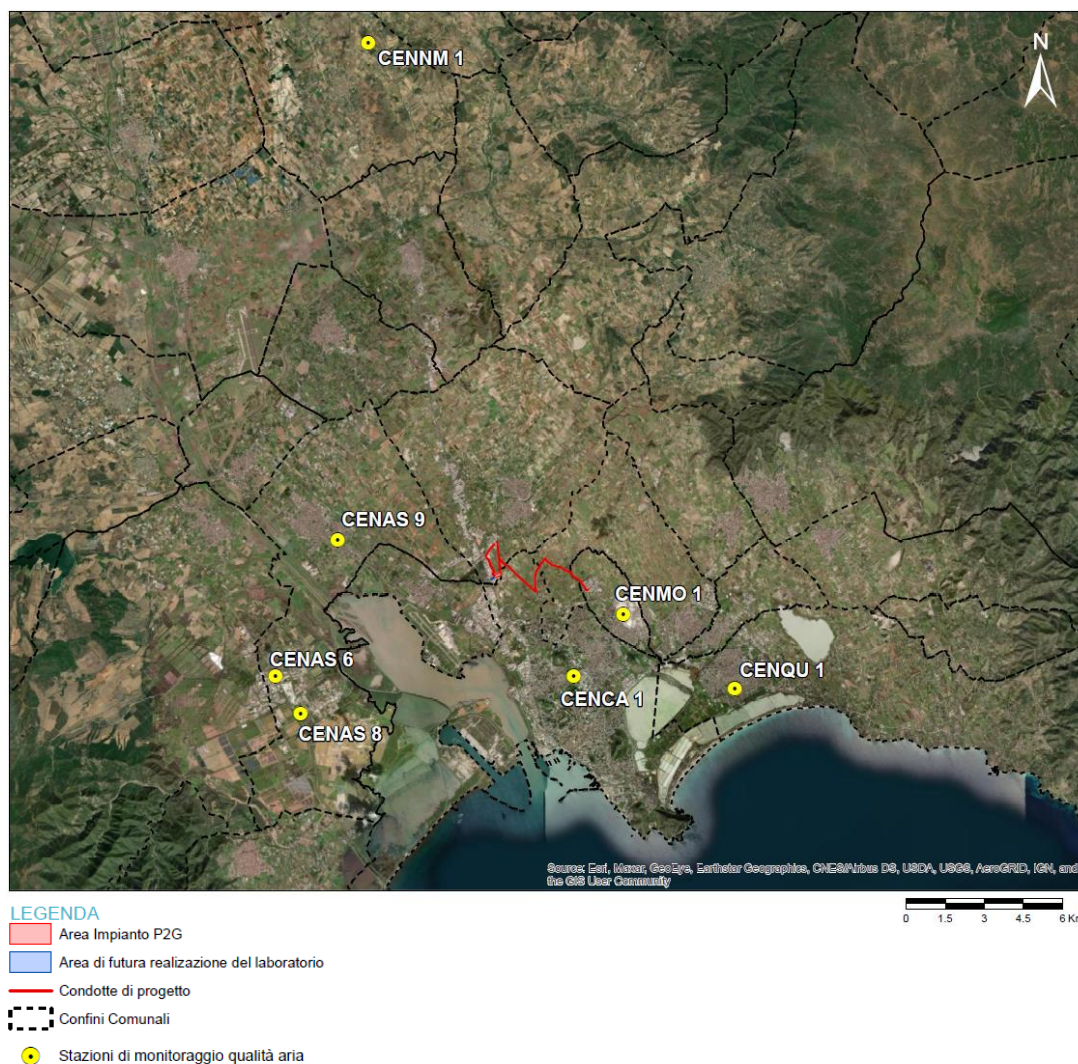 CENNM 1
N
CENAS 9
CENMO 1
CENAS 6
CENQU 1
CENCA 1
CENAS 8
Source: Esri, Maxar, GeoEye, Earthstar Geographics, CNES/Airbus DS, USDA, USGS, AeroGRID, IGN, and
the GIS User Community
LEGENDA
Area Impianto P2G
Area di futura realizzazione del laboratorio
Condotte di progetto
Confini Comunali
Stazioni di monitoraggio qualità aria
0 1.5 3 4.5 6 Km